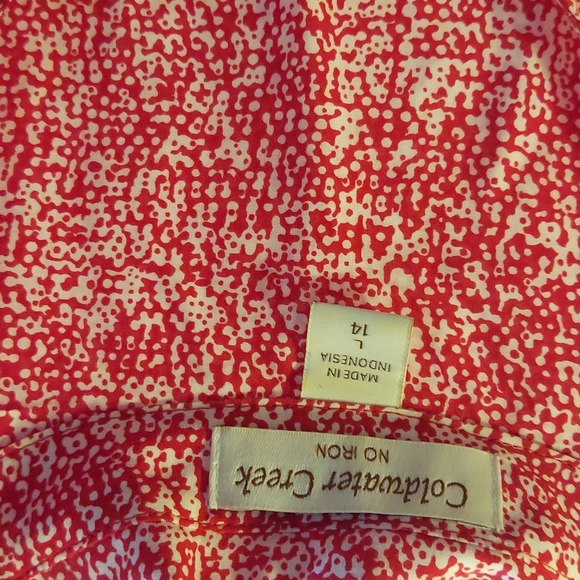 Coldwater Creek
NO IRON
L
14
MADE IN
INDONESIA